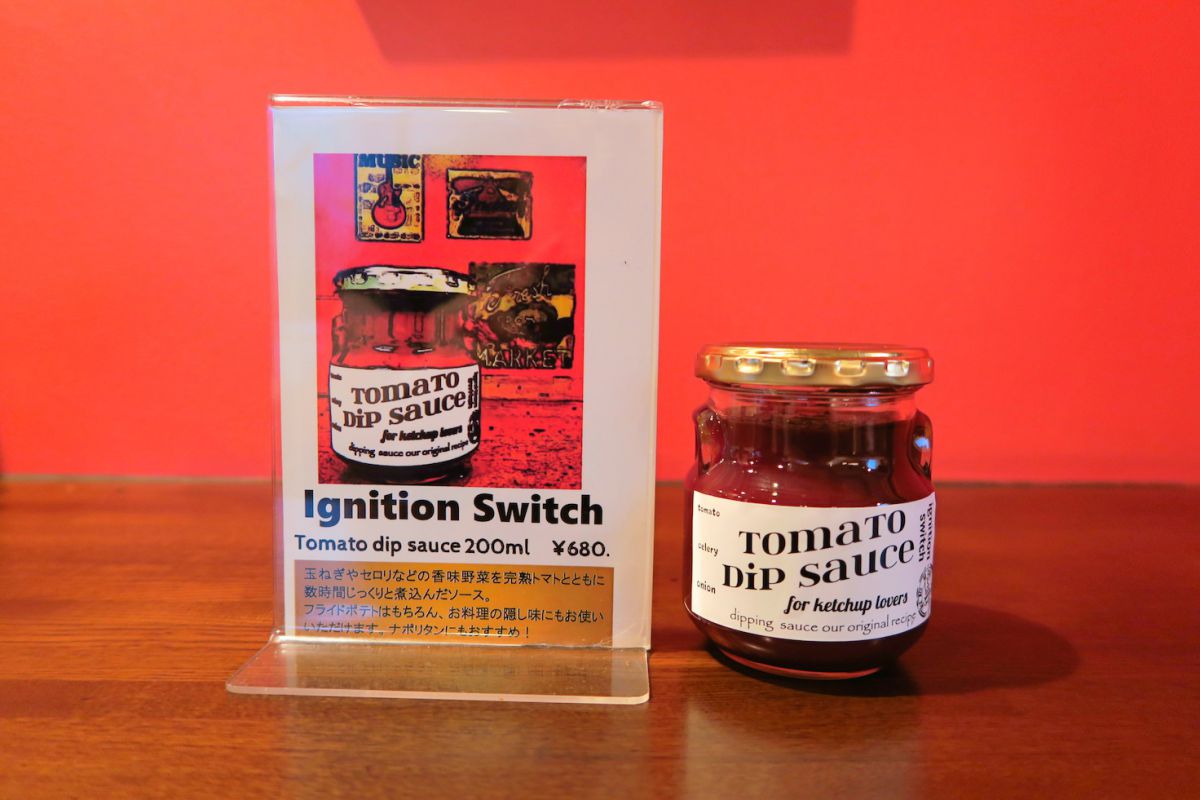 MUSIC
MARKET
tomato
celery
onion
TOMATO
DiP sauce
for ketchup lovers
dipping sauce our original recipe
Ignition Switch
Tomato dip sauce 200ml ¥680.
玉ねぎやセロリなどの香味野菜を完熟トマトとともに
数時間じっくりと煮込んだソース。
フライドポテトはもちろん、お料理の隠し味にもお使い
いただけます。ナポリタンにもおすすめ!
tomato
celery
onion
TOMATO
DiP sauce
for ketchup lovers
dipping sauce our original recipe
ignition
switch